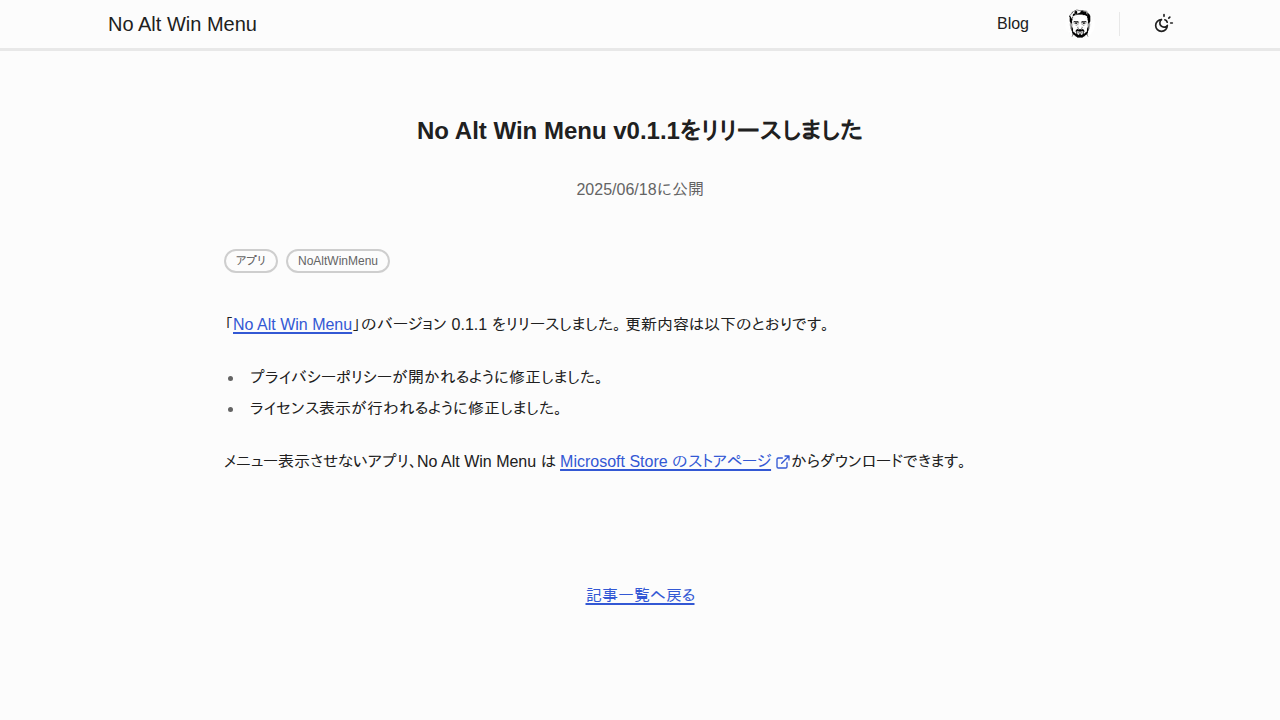 No Alt Win Menu
Blog
No Alt Win Menu v0.1.1をリリースしました
2025/06/18に公開
アプリ
NoAltWinMenu
「No Alt Win Menu」のバージョン 0.1.1 をリリースしました。更新内容は以下のとおりです。
プライバシーポリシーが開かれるように修正しました。
ライセンス表示が行われるように修正しました。
メニュー表示させないアプリ、No Alt Win Menu は Microsoft Store のストアページからダウンロードできます。
記事一覧へ戻る